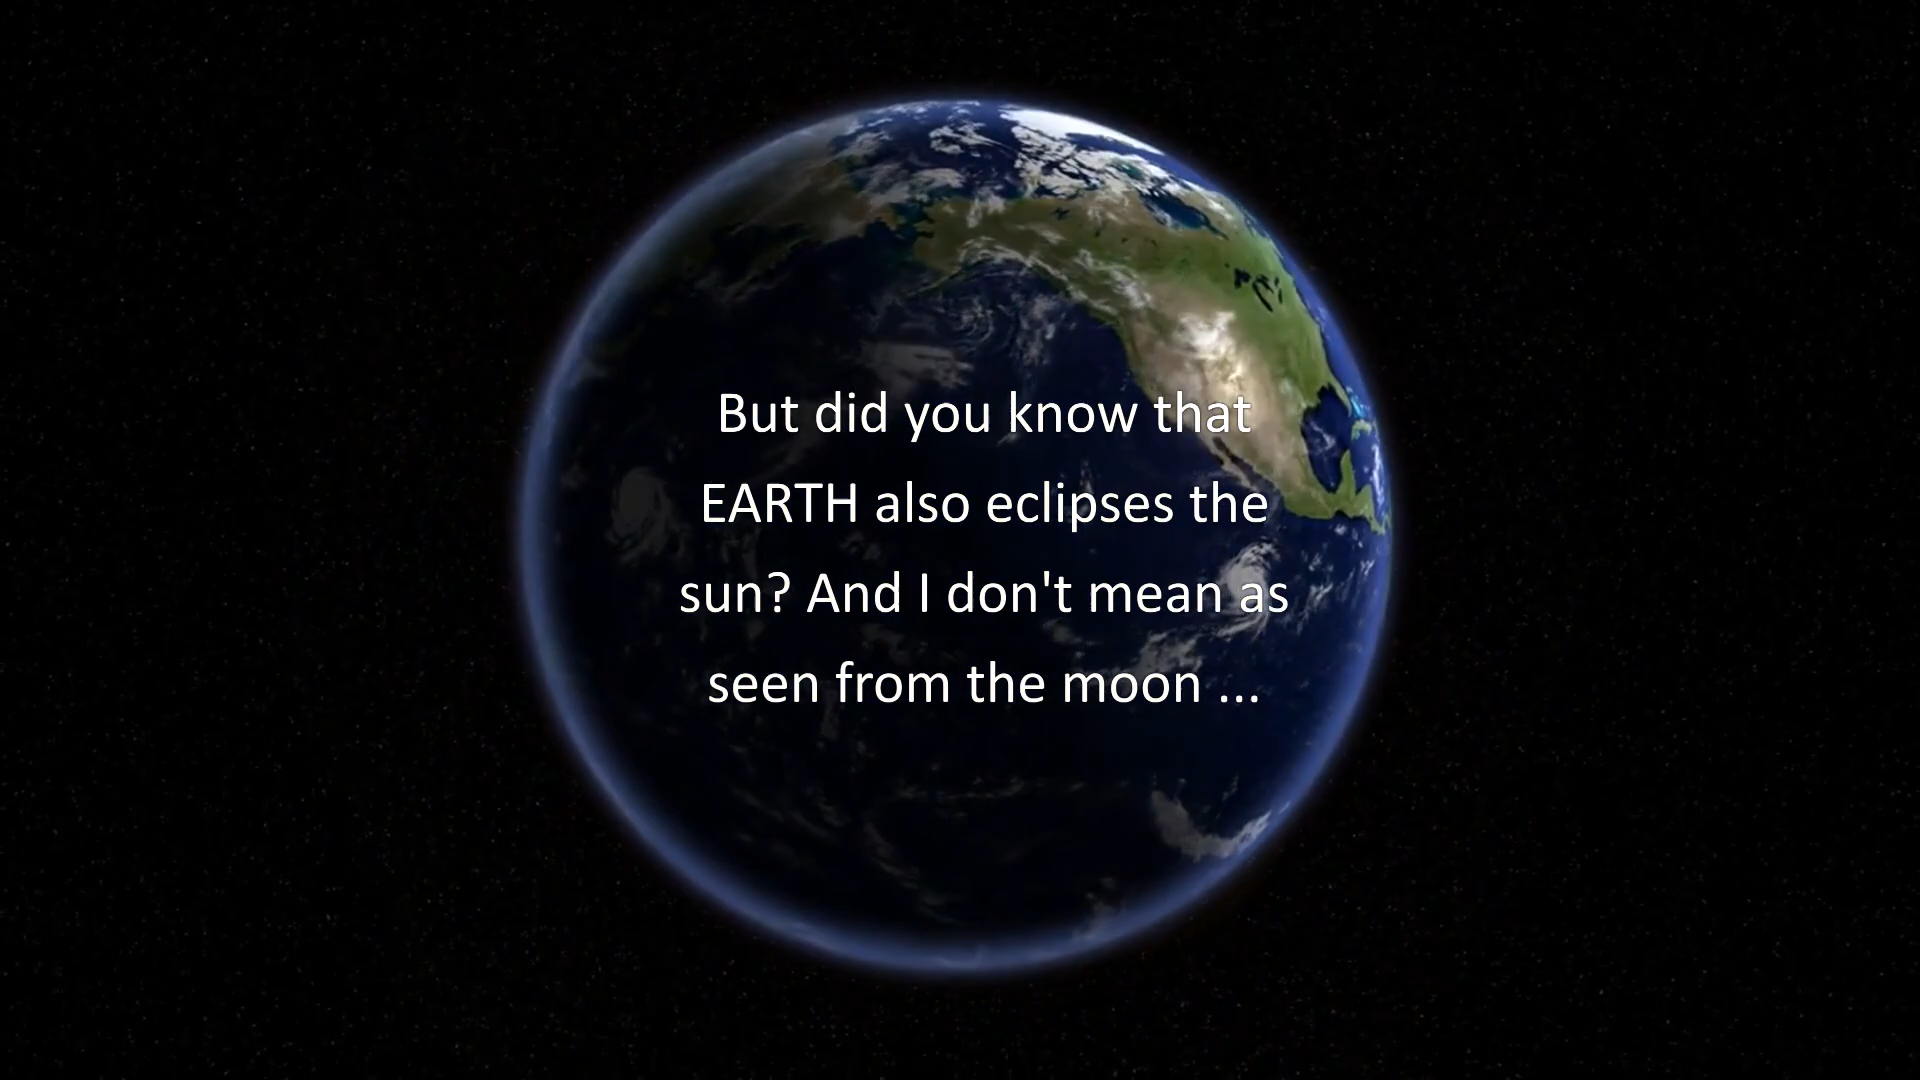 But did you know that
EARTH also eclipses the
sun? And I don't mean as
seen from the moon ...